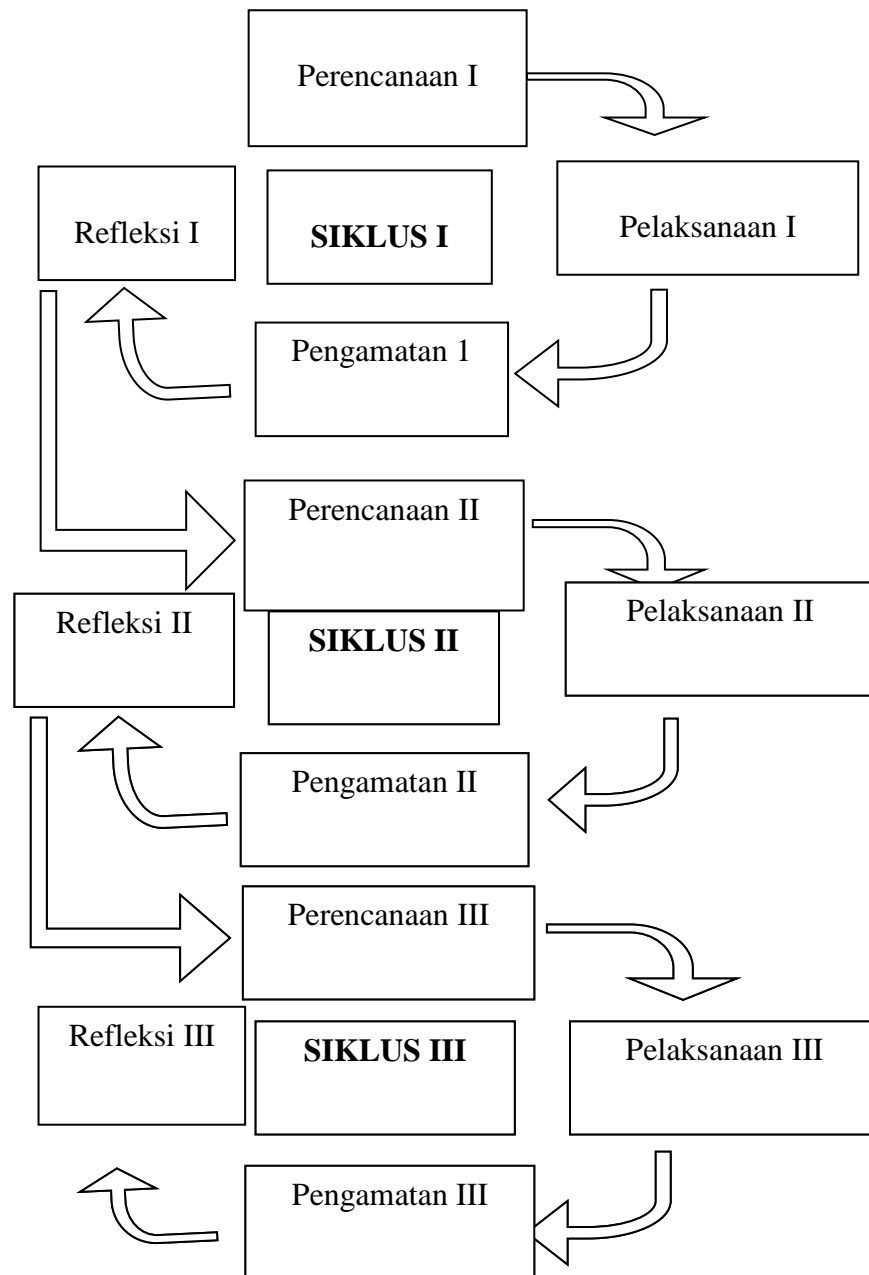 Perencanaan I
Refleksi I
SIKLUS I
Pelaksanaan I
Pengamatan 1
Perencanaan II
Refleksi II
SIKLUS II
Pelaksanaan II
Pengamatan II
Perencanaan III
Refleksi III
SIKLUS III
Pelaksanaan III
Pengamatan III